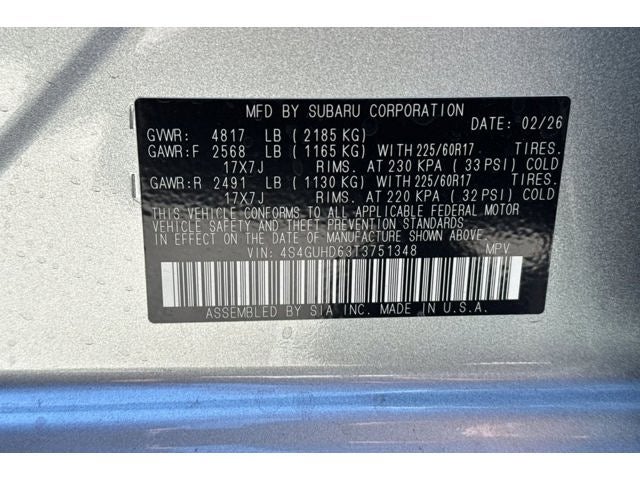 MFD BY SUBARU CORPORATION
DATE: 02/26
GVWR: 4817 LB (2185 KG)
GAWR:F 2568 LB (1165 KG) WITH 225/60R17 TIRES.
17X7J RIMS. AT 230 KPA (33 PSI) COLD
GAWR:R 2491 LB (1130 KG) WITH 225/60R17 TIRES.
17X7J RIMS. AT 220 KPA (32 PSI) COLD
THIS VEHICLE CONFORMS TO ALL APPLICABLE FEDERAL MOTOR
VEHICLE SAFETY AND THEFT PREVENTION STANDARDS IN EFFECT ON THE
DATE OF MANUFACTURE SHOWN ABOVE.
VIN: 4S4GUHD63T3751348 MPV
ASSEMBLED BY SIA INC. MADE IN U.S.A.